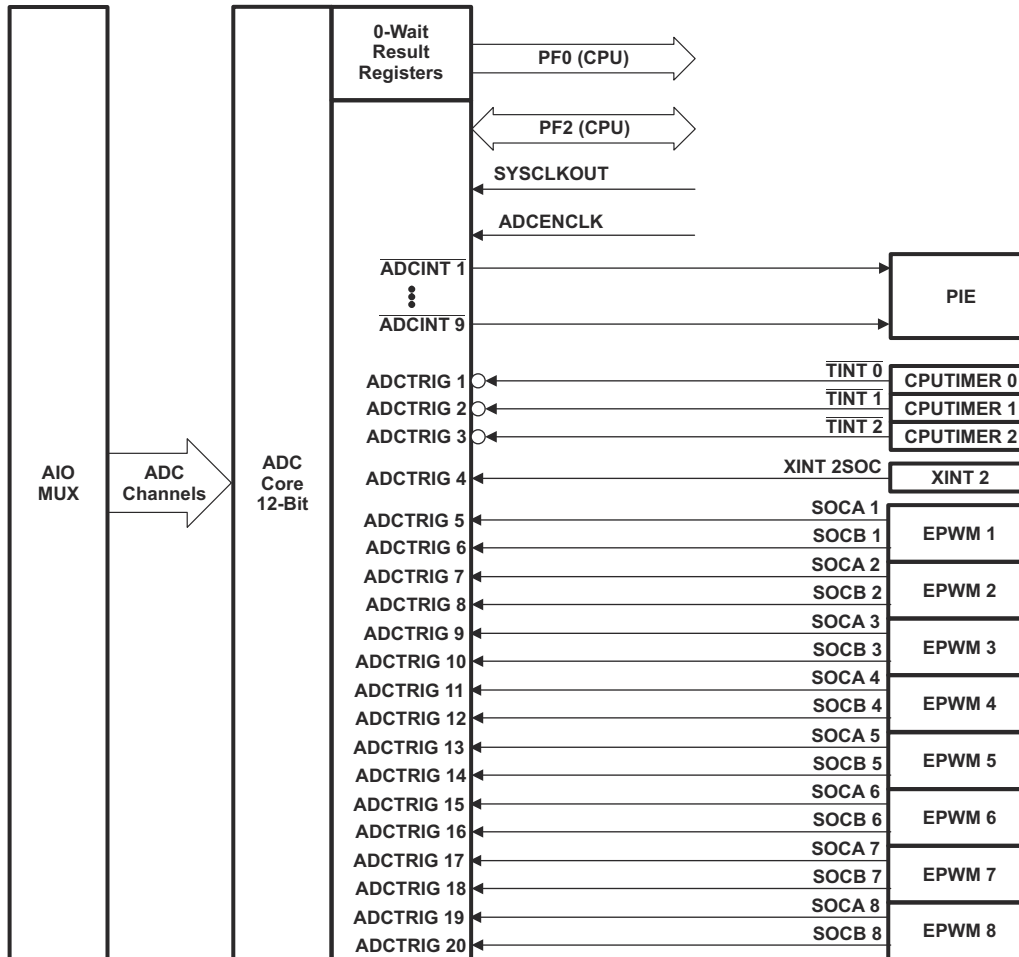 0-Wait
Result
Registers
PF0 (CPU)
PF2 (CPU)
SYSCLKOUT
ADCENCLK
ADCINT 1
ADCINT 9
PIE
ADCTRIG 1
TINT 0
CPUTIMER 0
ADCTRIG 2
TINT 1
CPUTIMER 1
ADCTRIG 3
TINT 2
CPUTIMER 2
AIO
MUX
ADC
Channels
ADC
Core
12-Bit
ADCTRIG 4
XINT 2SOC
XINT 2
ADCTRIG 5
SOCA 1
ADCTRIG 6
SOCB 1
EPWM 1
ADCTRIG 7
SOCA 2
ADCTRIG 8
SOCB 2
EPWM 2
ADCTRIG 9
SOCA 3
ADCTRIG 10
SOCB 3
EPWM 3
ADCTRIG 11
SOCA 4
ADCTRIG 12
SOCB 4
EPWM 4
ADCTRIG 13
SOCA 5
ADCTRIG 14
SOCB 5
EPWM 5
ADCTRIG 15
SOCA 6
ADCTRIG 16
SOCB 6
EPWM 6
ADCTRIG 17
SOCA 7
ADCTRIG 18
SOCB 7
EPWM 7
ADCTRIG 19
SOCA 8
ADCTRIG 20
SOCB 8
EPWM 8